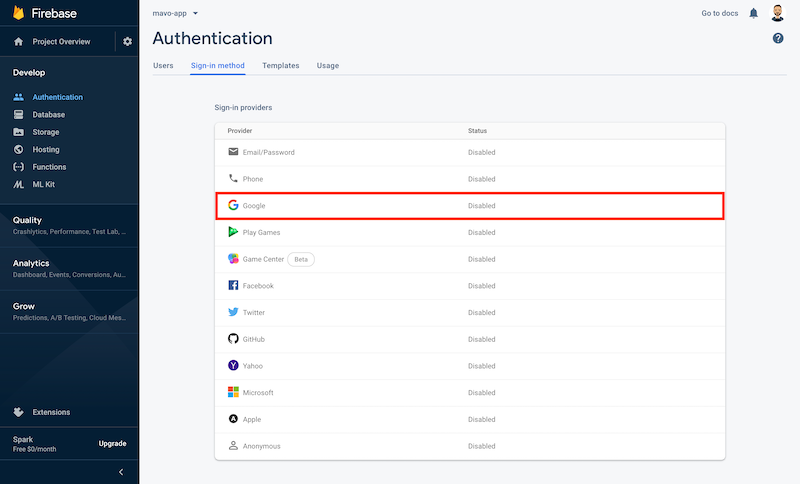 Firebase
Project Overview
Develop
Authentication
Database
Storage
Hosting
Functions
ML Kit
Quality
Crashlytics, Performance, Test Lab, ...
Analytics
Dashboard, Events, Conversions, Au...
Grow
Predictions, A/B Testing, Cloud Mes...
Extensions
Spark
Free $0/month
Upgrade
mavo-app
Go to docs
Authentication
Users Sign-in method Templates Usage
Sign-in providers
Provider Status
Email/Password Disabled
Phone Disabled
Google Disabled
Play Games Disabled
Game Center Beta Disabled
Facebook Disabled
Twitter Disabled
GitHub Disabled
Yahoo Disabled
Microsoft Disabled
Apple Disabled
Anonymous Disabled